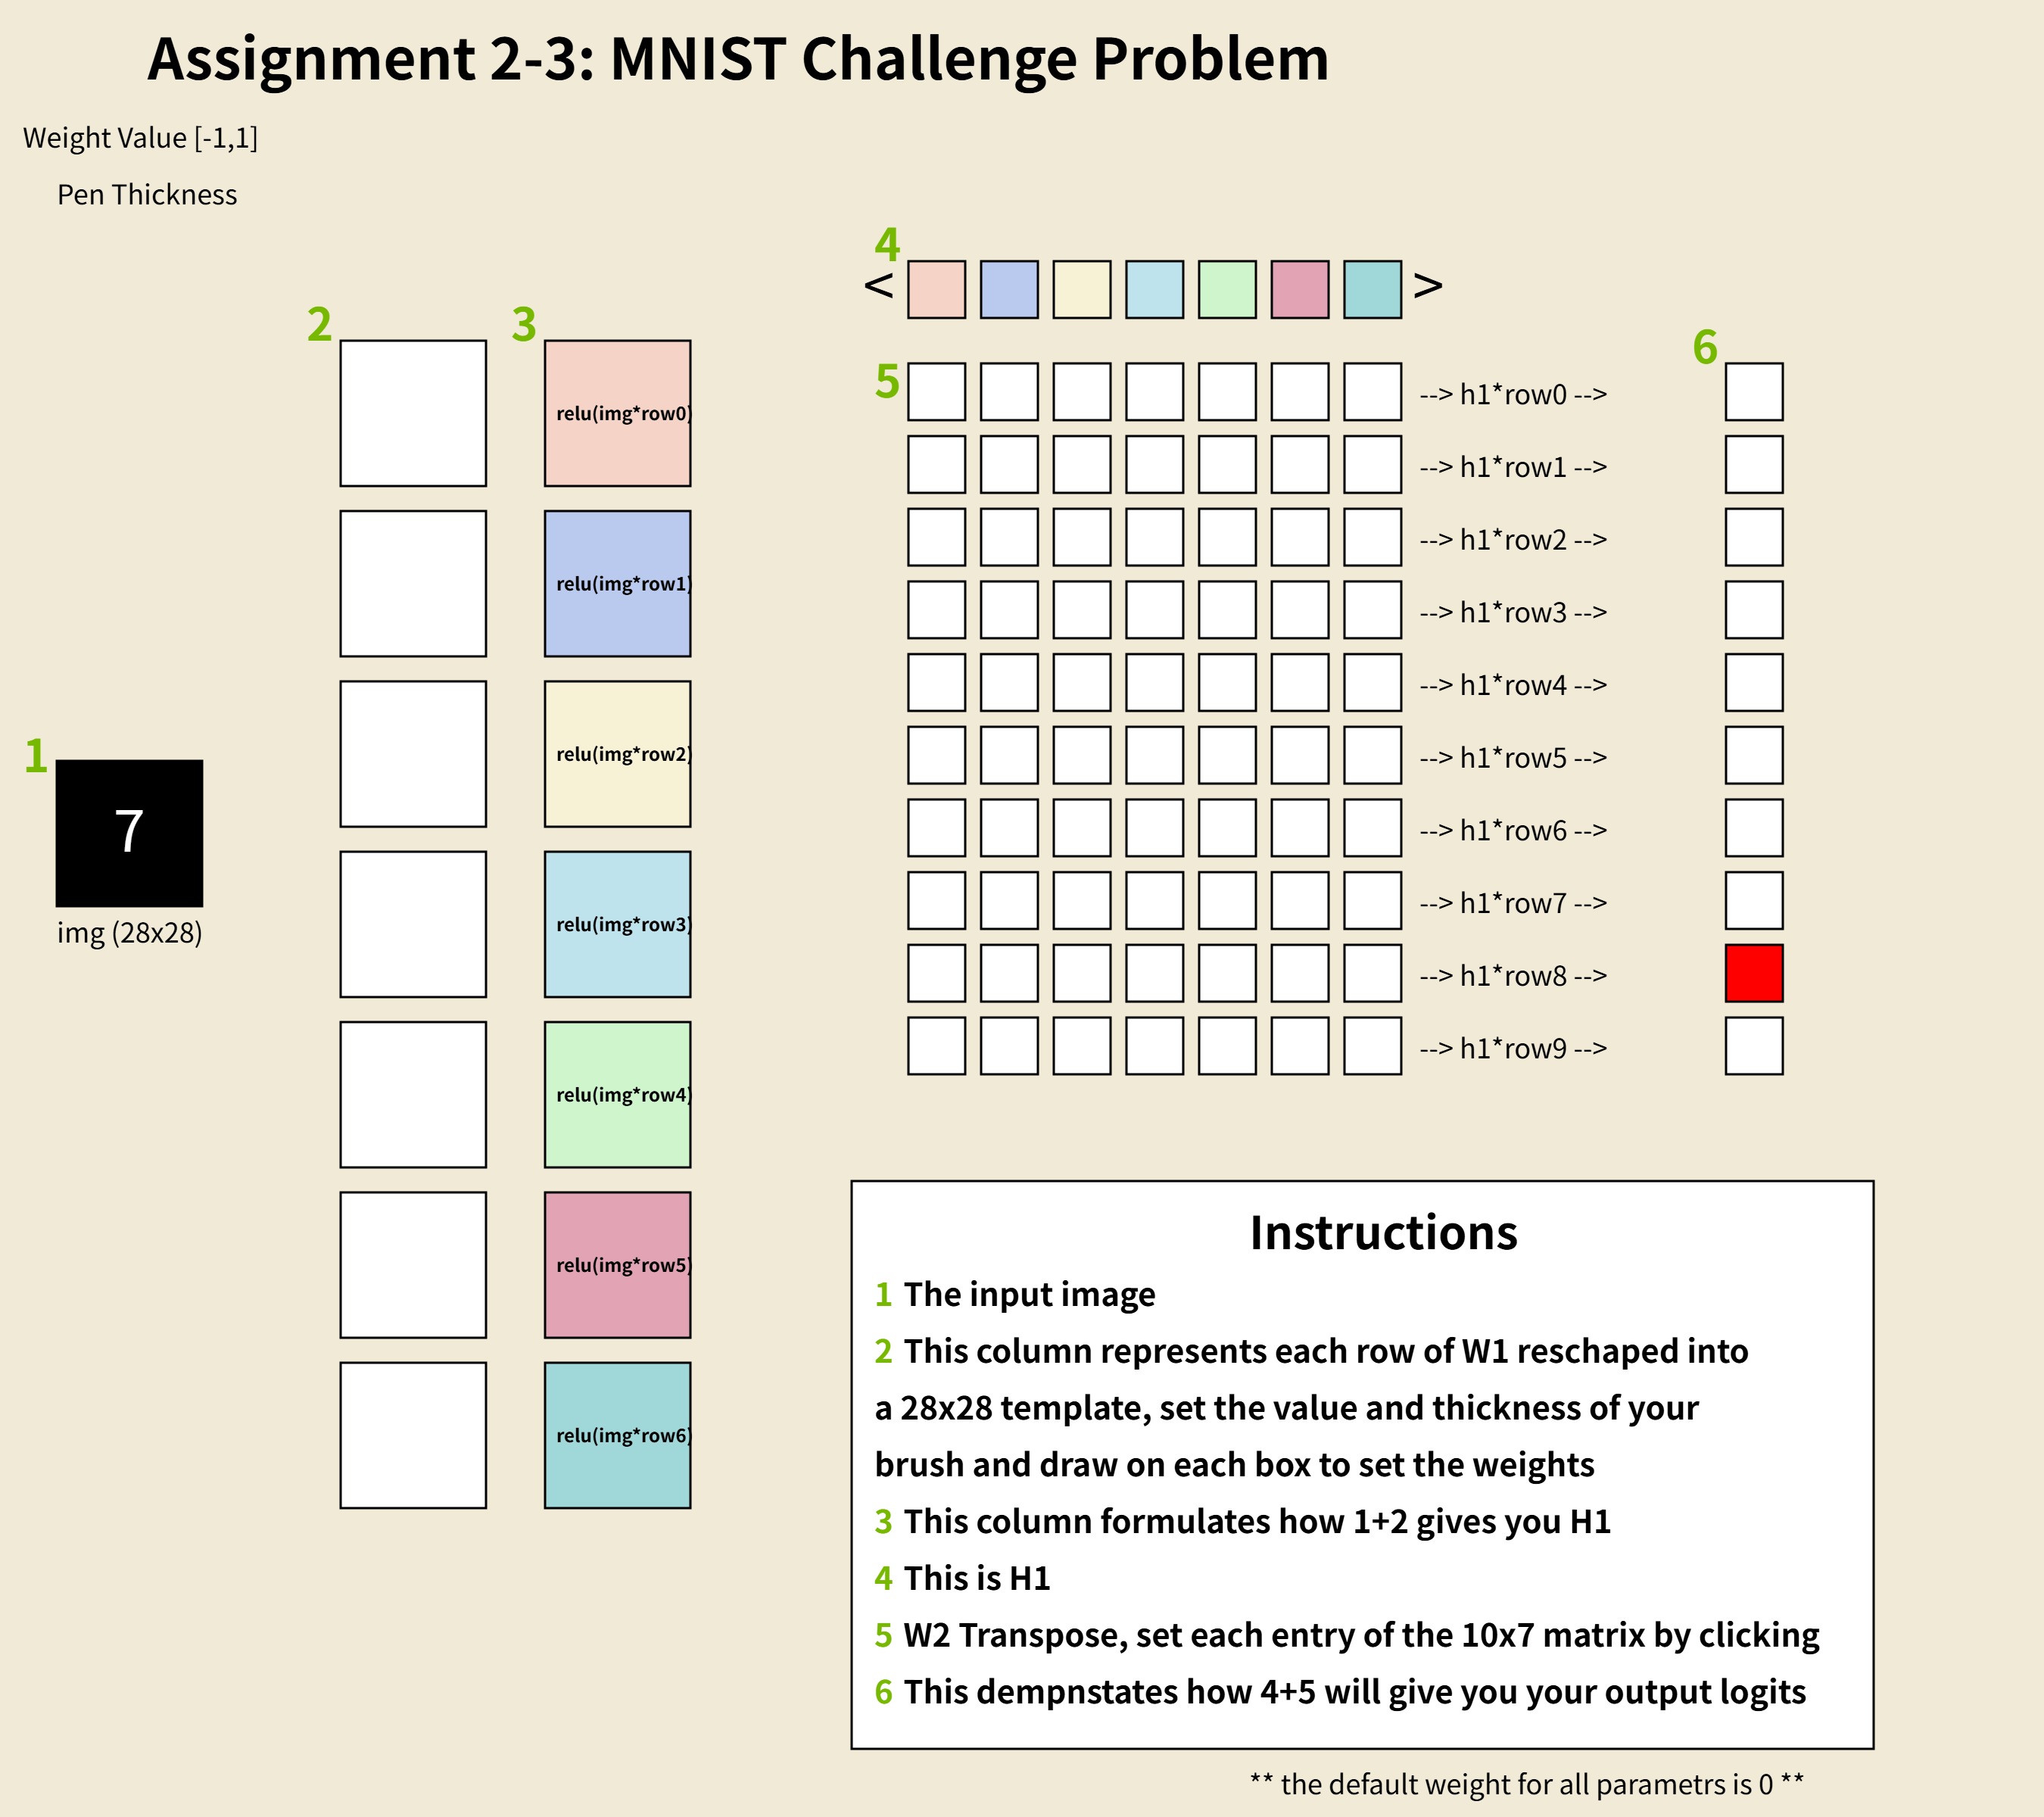 Assignment 2-3: MNIST Challenge Problem
Weight Value [-1,1]
Pen Thickness
4
< >
2
3
6
relu(img*row0)
relu(img*row1)
relu(img*row2)
relu(img*row3)
relu(img*row4)
relu(img*row5)
relu(img*row6)
1
7
img (28x28)
5
--> h1*row0 -->
--> h1*row1 -->
--> h1*row2 -->
--> h1*row3 -->
--> h1*row4 -->
--> h1*row5 -->
--> h1*row6 -->
--> h1*row7 -->
--> h1*row8 -->
--> h1*row9 -->
Instructions
1 The input image
2 This column represents each row of W1 reschaped into
a 28x28 template, set the value and thickness of your
brush and draw on each box to set the weights
3 This column formulates how 1+2 gives you H1
4 This is H1
5 W2 Transpose, set each entry of the 10x7 matrix by clicking
6 This dempnstates how 4+5 will give you your output logits
** the default weight for all parametrs is 0 **